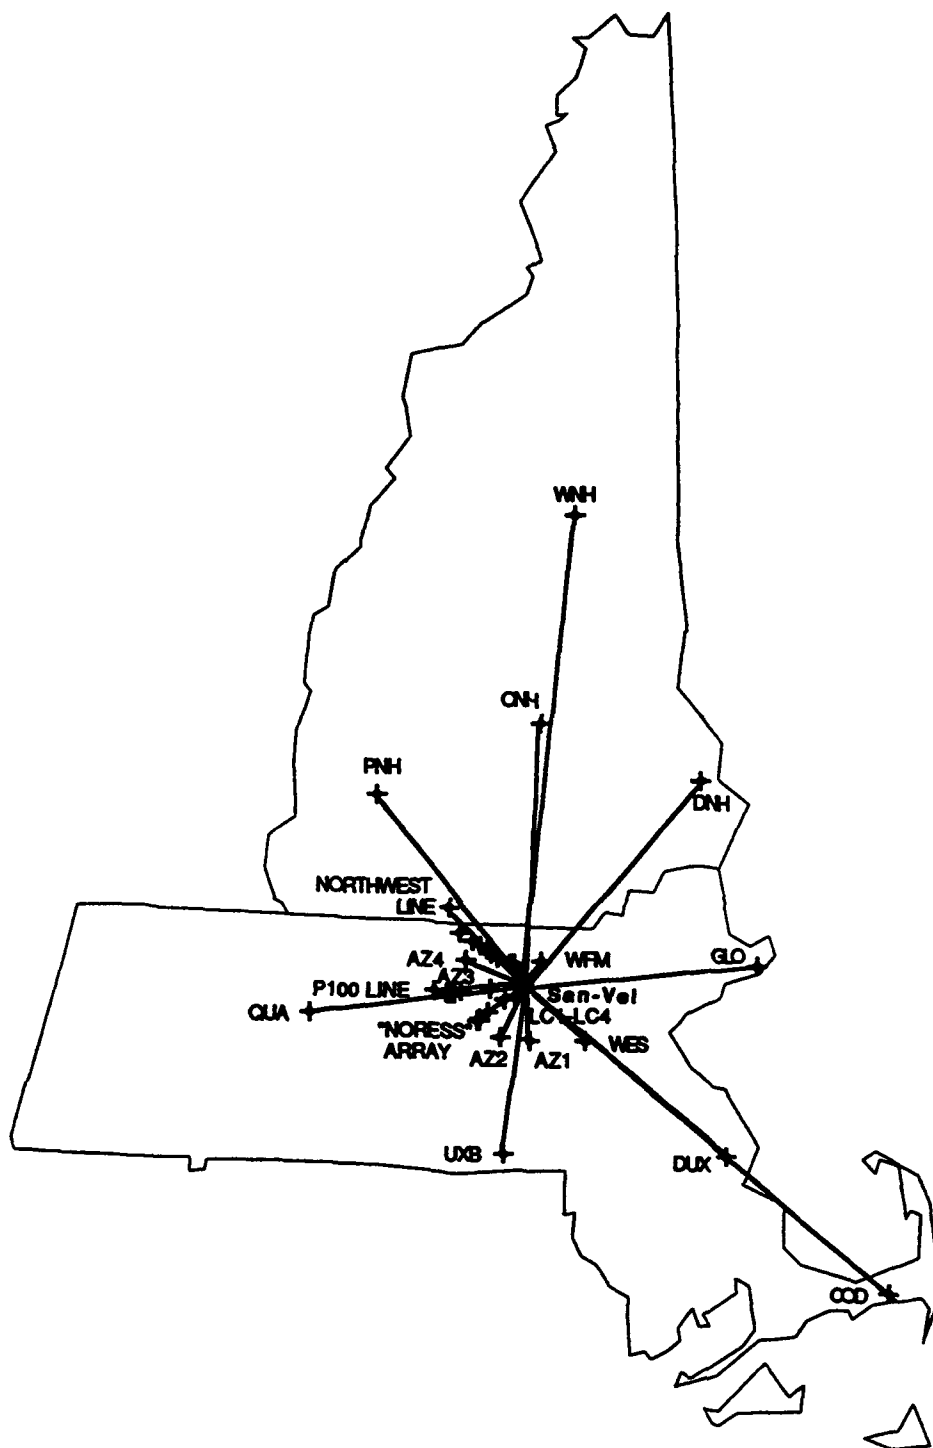 WNH
ONH
PNH
DNH
NORTHWEST
LINE
AZ4
WFM
GLO
AZ3
P100 LINE
San-Vel
QUA
LC1-LC4
"NORESS"
ARRAY
WES
AZ2
AZ1
UXB
DUX
COD